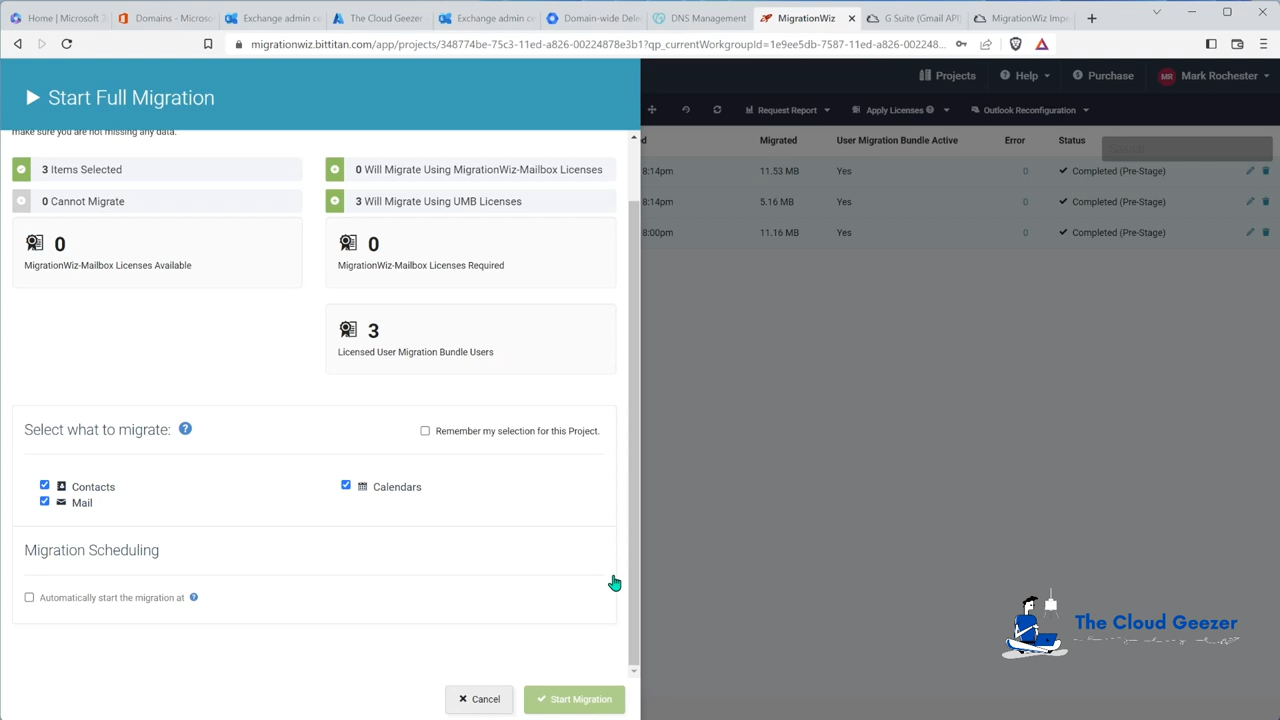 Home | Microsoft 3
Domains - Microso
Exchange admin ce
The Cloud Geezer
Exchange admin ce
Domain-wide Dele
DNS Management
MigrationWiz
G Suite (Gmail API)
MigrationWiz Impe
migrationwiz.bittitan.com/app/projects/348774be-75c3-11ed-a826-00224878e3b1?qp_currentWorkgroupId=1e9ee5db-7587-11ed-a826-002248...
Projects
Help
Purchase
MR Mark Rochester
Start Full Migration
Request Report
Apply Licenses
Outlook Reconfiguration
make sure you are not missing any data.
Migrated
User Migration Bundle Active
Error
Status
3 Items Selected
0 Will Migrate Using MigrationWiz-Mailbox Licenses
8:14pm 11.53 MB Yes 0 Completed (Pre-Stage)
0 Cannot Migrate
3 Will Migrate Using UMB Licenses
8:14pm 5.16 MB Yes 0 Completed (Pre-Stage)
8:00pm 11.16 MB Yes 0 Completed (Pre-Stage)
0
MigrationWiz-Mailbox Licenses Available
0
MigrationWiz-Mailbox Licenses Required
3
Licensed User Migration Bundle Users
Select what to migrate:
Remember my selection for this Project.
Contacts
Calendars
Mail
Migration Scheduling
Automatically start the migration at
The Cloud Geezer
Cancel
Start Migration